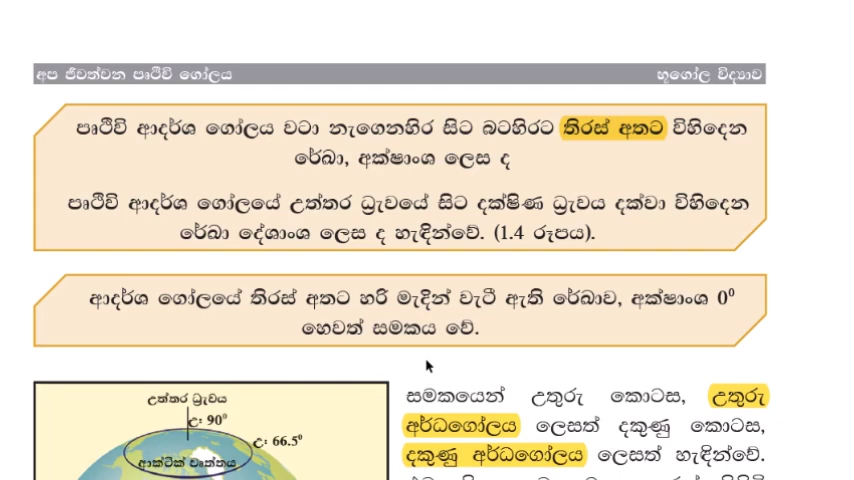 අප ජීවත්වන පෘථිවි ගෝලය
භූගෝල විද්‍යාව
පෘථිවි ආදර්ශ ගෝලය වටා නැගෙනහිර සිට බටහිරට තිරස් අතට විහිදෙන
රේඛා, අක්ෂාංශ ලෙස ද
පෘථිවි ආදර්ශ ගෝලයේ උත්තර ධ්‍රැවයේ සිට දක්ෂිණ ධ්‍රැවය දක්වා විහිදෙන
රේඛා දේශාංශ ලෙස ද හැඳින්වේ. (1.4 රූපය).
ආදර්ශ ගෝලයේ තිරස් අතට හරි මැදින් වැටී ඇති රේඛාව, අක්ෂාංශ 0⁰
හෙවත් සමකය වේ.
උත්තර ධ්‍රැවය
උ: 90⁰
උ: 66.5⁰
ආක්ටික් වෘත්තය
සමකයෙන් උතුරු කොටස, උතුරු
අර්ධගෝලය ලෙසත් දකුණු කොටස,
දකුණු අර්ධගෝලය ලෙසත් හැඳින්වේ.